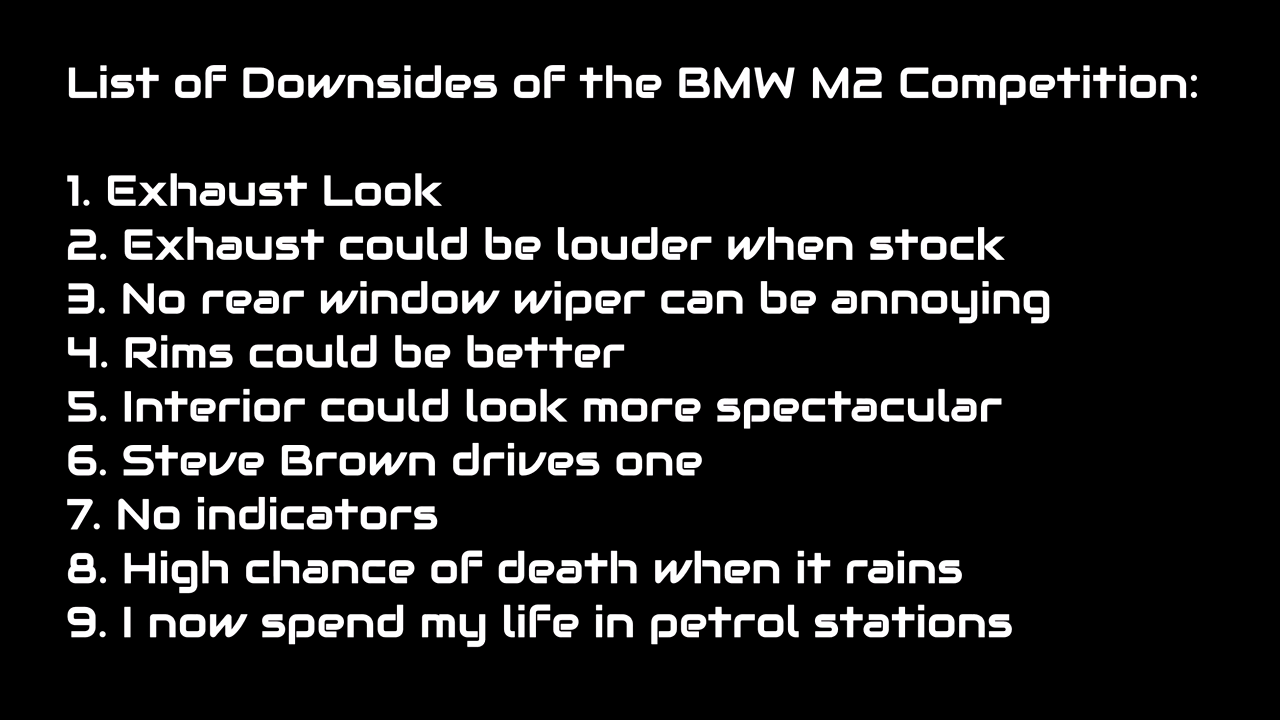 List of Downsides of the BMW M2 Competition:
1. Exhaust Look
2. Exhaust could be louder when stock
3. No rear window wiper can be annoying
4. Rims could be better
5. Interior could look more spectacular
6. Steve Brown drives one
7. No indicators
8. High chance of death when it rains
9. I now spend my life in petrol stations